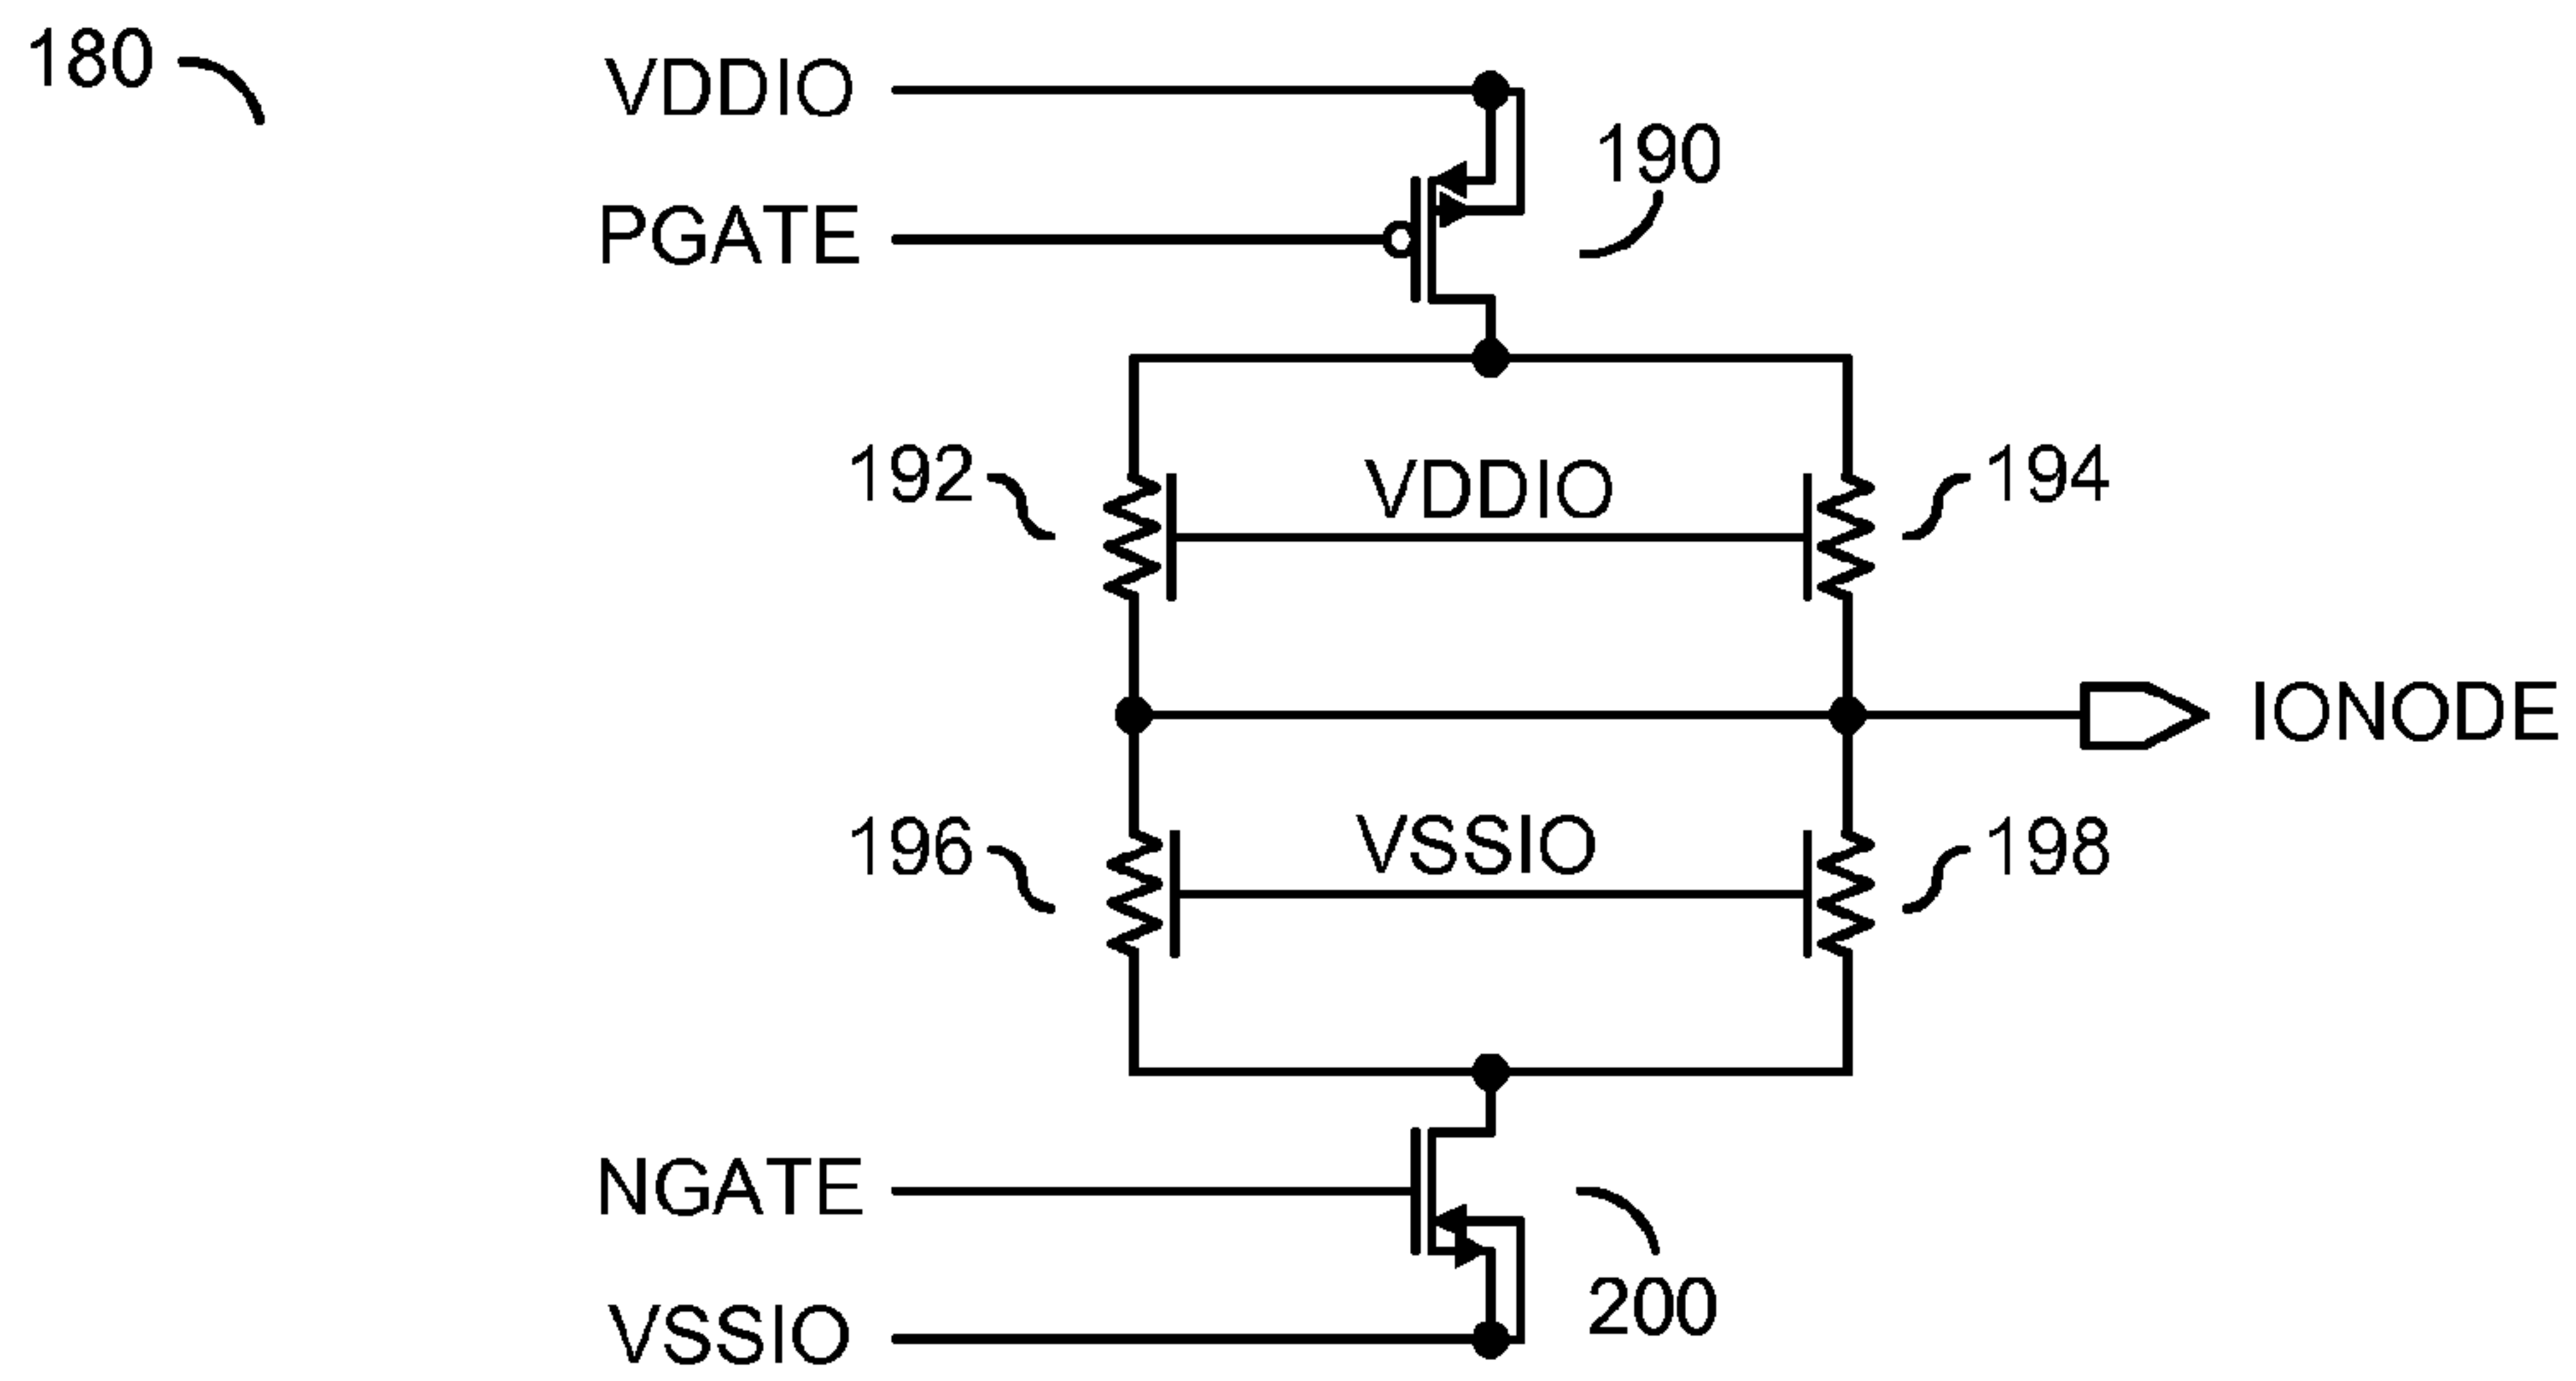 180
VDDIO
190
PGATE
192
VDDIO
194
IONODE
196
VSSIO
198
NGATE
200
VSSIO